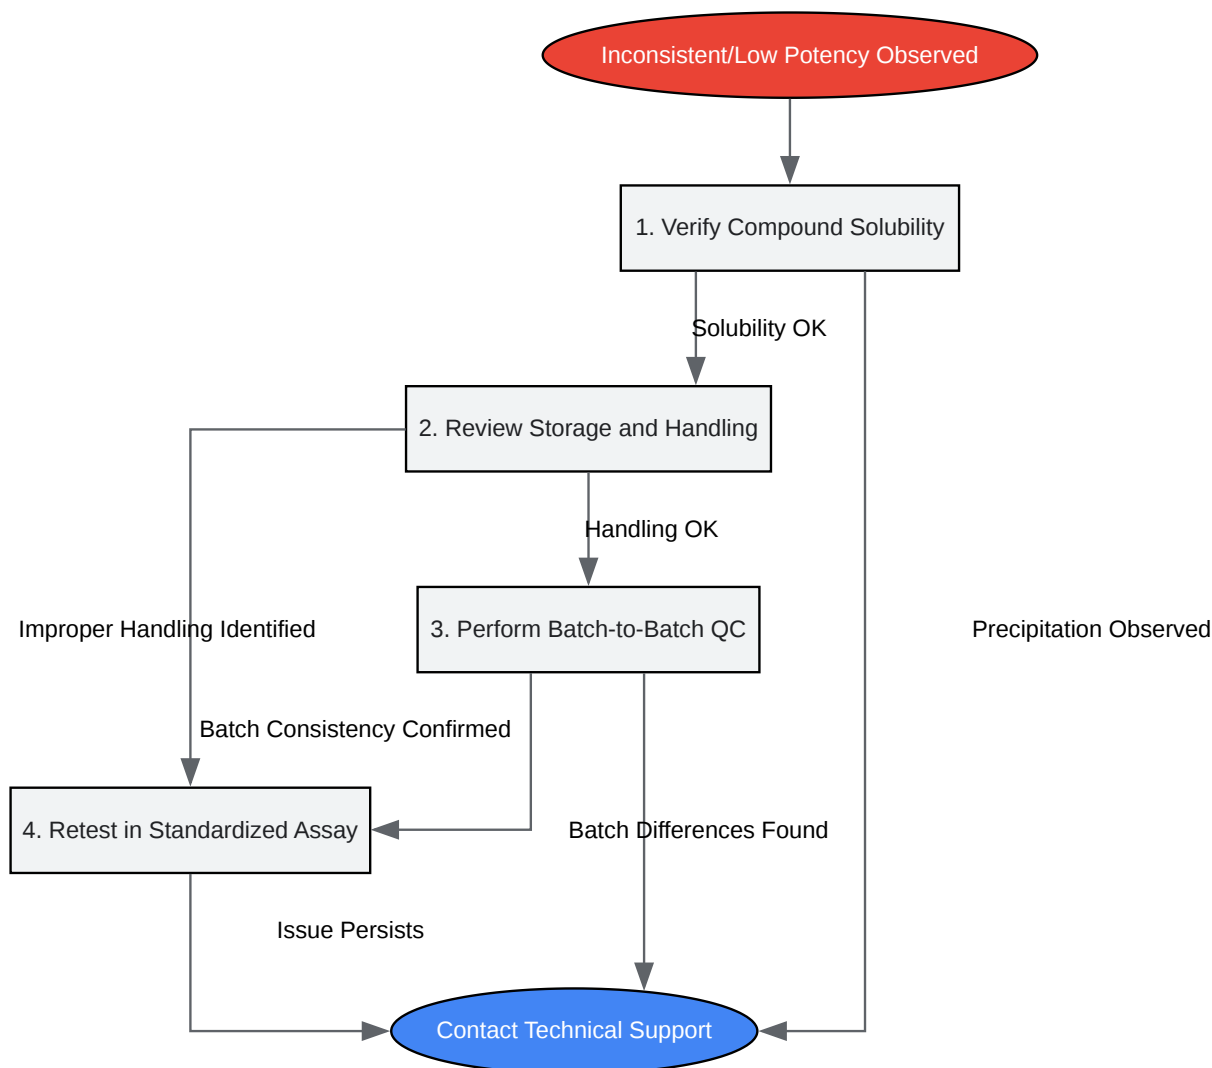 Inconsistent/Low Potency Observed
1. Verify Compound Solubility
Solubility OK
2. Review Storage and Handling
Handling OK
Improper Handling Identified
3. Perform Batch-to-Batch QC
Precipitation Observed
Batch Consistency Confirmed
4. Retest in Standardized Assay
Batch Differences Found
Issue Persists
Contact Technical Support